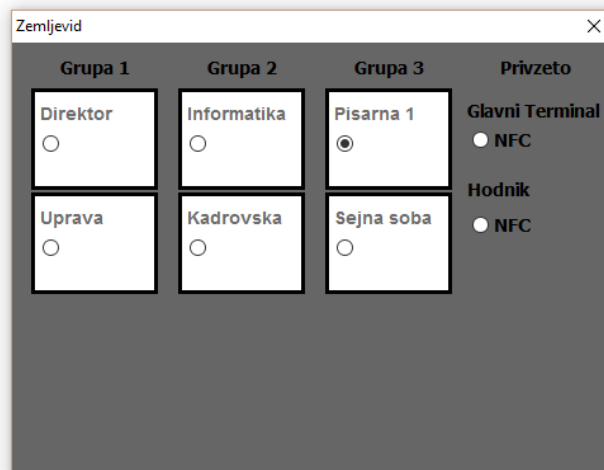 Zemljevid
Grupa 1 Grupa 2 Grupa 3 Privzeto
Direktor Informatika Pisarna 1 Glavni Terminal
NFC
Uprava Kadrovska Sejna soba Hodnik
NFC